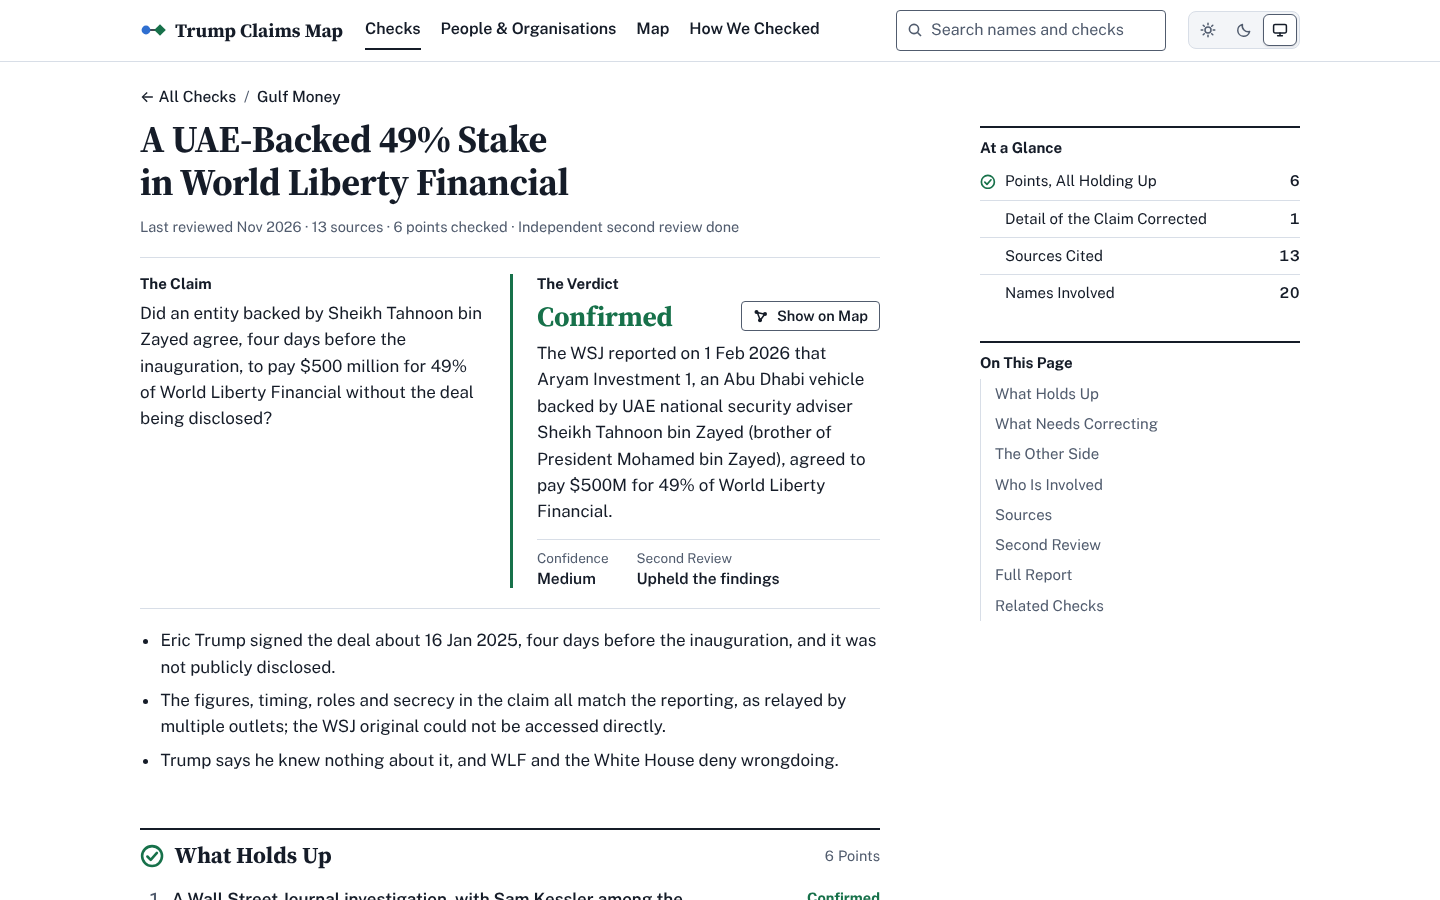 Trump Claims Map
Checks
People & Organisations
Map
How We Checked
Search names and checks
← All Checks / Gulf Money
A UAE-Backed 49% Stake
in World Liberty Financial
Last reviewed Nov 2026 · 13 sources · 6 points checked · Independent second review done
The Claim
Did an entity backed by Sheikh Tahnoon bin
Zayed agree, four days before the
inauguration, to pay $500 million for 49%
of World Liberty Financial without the deal
being disclosed?
The Verdict
Confirmed
Show on Map
The WSJ reported on 1 Feb 2026 that
Aryam Investment 1, an Abu Dhabi vehicle
backed by UAE national security adviser
Sheikh Tahnoon bin Zayed (brother of
President Mohamed bin Zayed), agreed to
pay $500M for 49% of World Liberty
Financial.
Confidence
Medium
Second Review
Upheld the findings
• Eric Trump signed the deal about 16 Jan 2025, four days before the inauguration, and it was
not publicly disclosed.
• The figures, timing, roles and secrecy in the claim all match the reporting, as relayed by
multiple outlets; the WSJ original could not be accessed directly.
• Trump says he knew nothing about it, and WLF and the White House deny wrongdoing.
What Holds Up
6 Points
1 A Wall Street Journal investigation, with Sam Kessler among the
Confirmed
At a Glance
Points, All Holding Up 6
Detail of the Claim Corrected 1
Sources Cited 13
Names Involved 20
On This Page
What Holds Up
What Needs Correcting
The Other Side
Who Is Involved
Sources
Second Review
Full Report
Related Checks